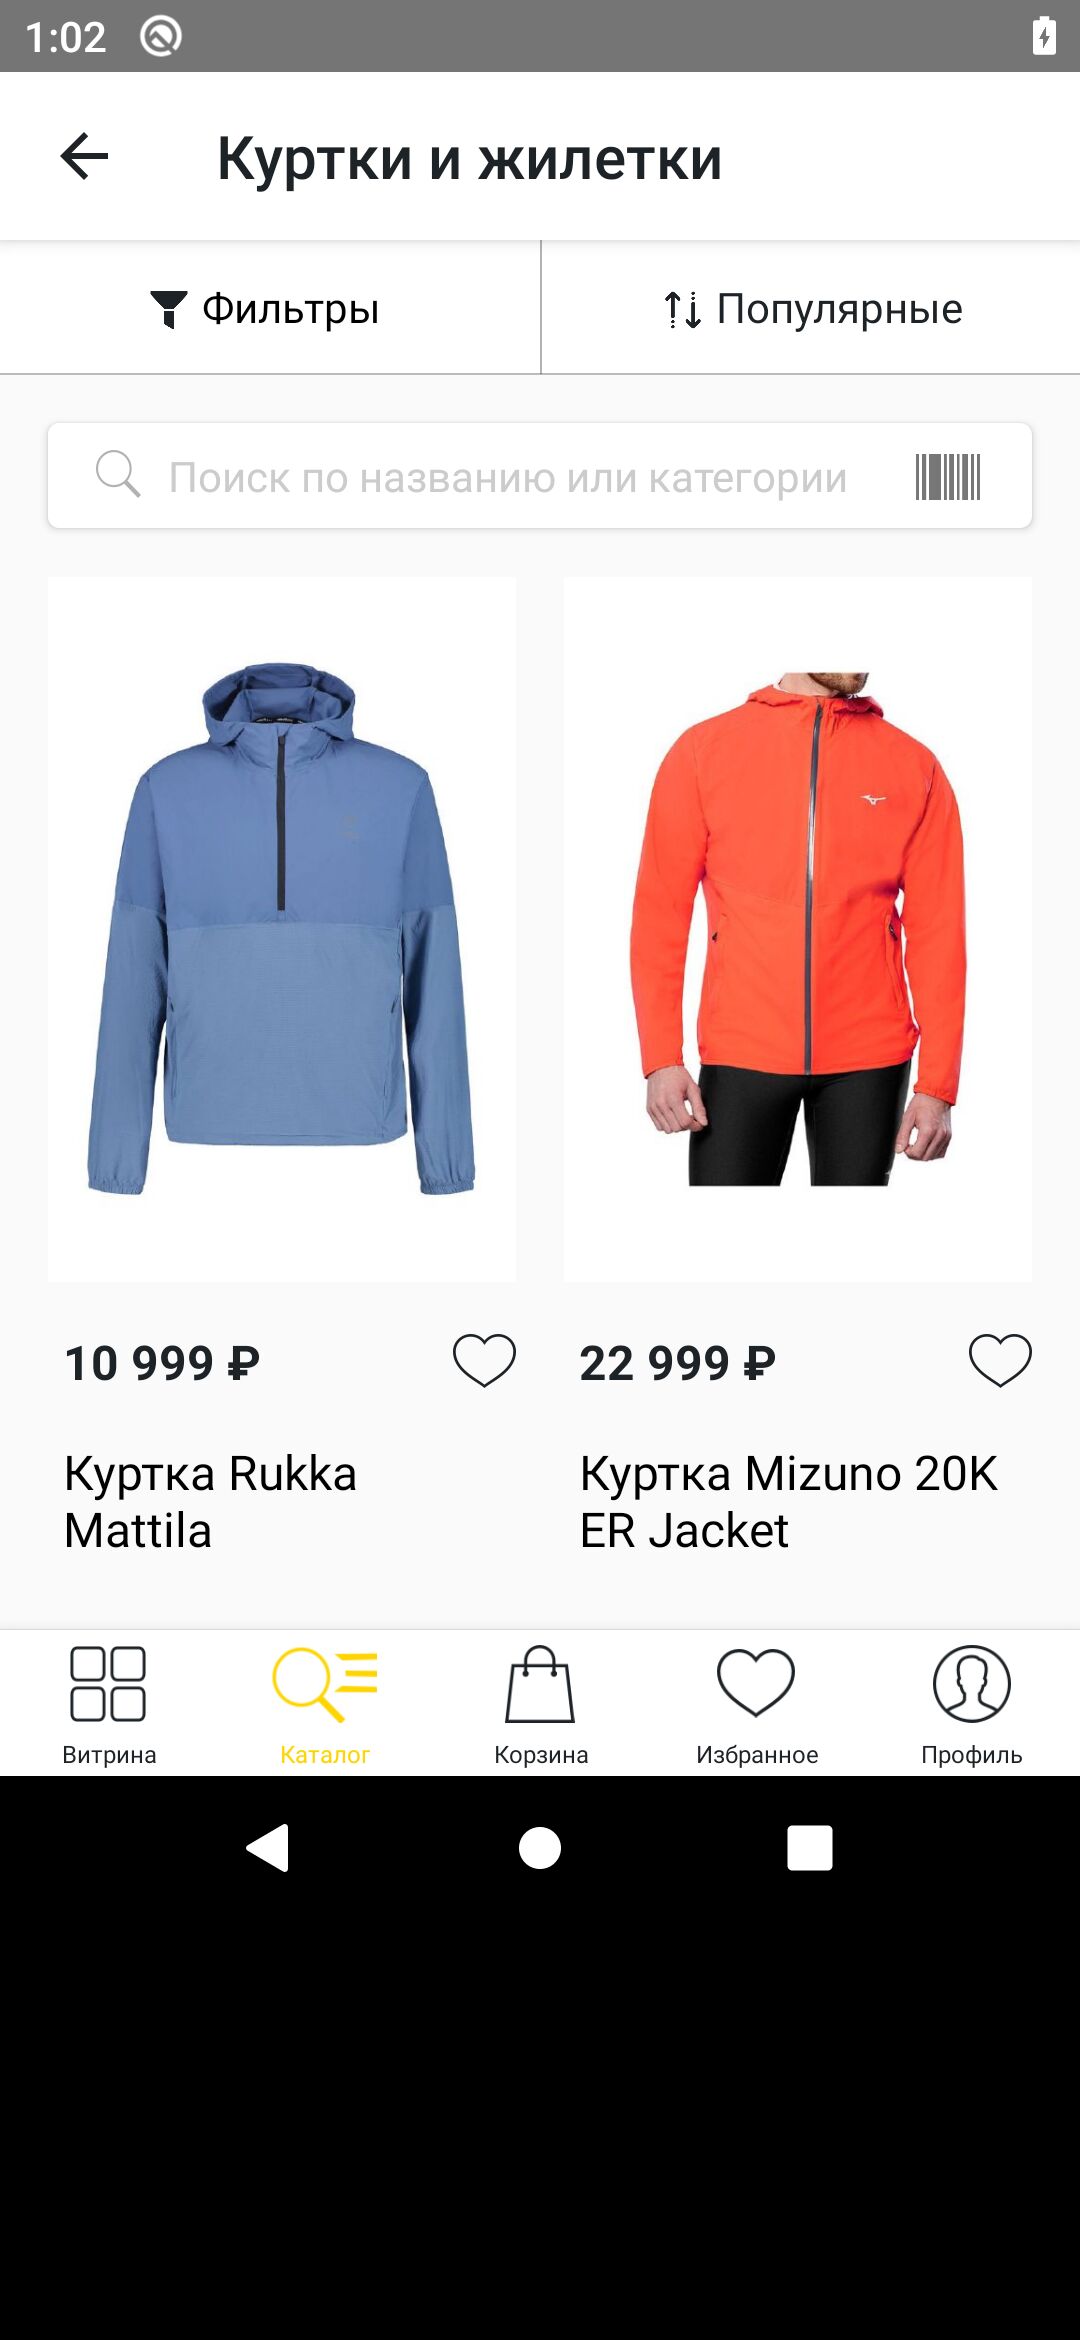 1:02
Куртки и жилетки
Фильтры
Популярные
Поиск по названию или категории
10 999 ₽
22 999 ₽
Куртка Rukka
Mattila
Куртка Mizuno 20K
ER Jacket
Витрина
Каталог
Корзина
Избранное
Профиль